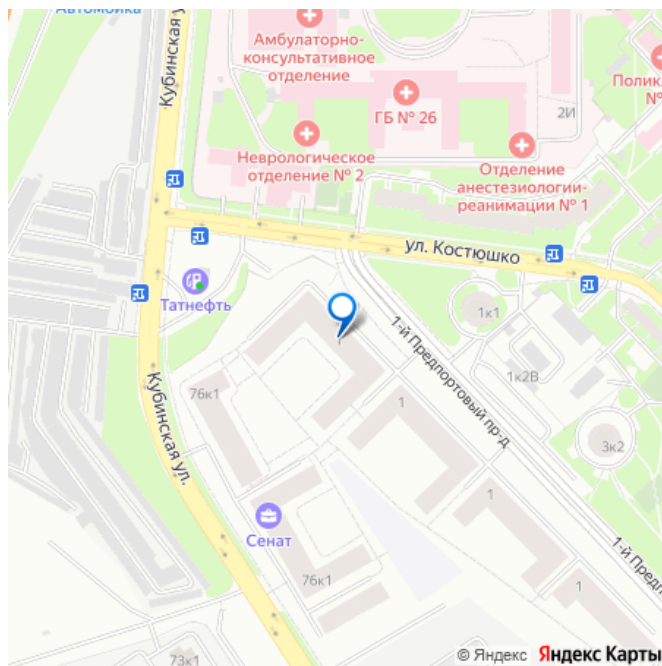 Автомойка
Кубинская у
Амбулаторно-
консультативное
отделение
ГБ № 26
Неврологическое
отделение № 2
2И
Поли
№
Отделение
анестезиологии-
реанимации № 1
ул. Костюшко
Татнефть
1к1
1-й Предпортовый пр-д
1к2В
76к1
1
Кубинская ул.
3к2
1
Сенат
76к1
1
1-й Предп
73к1
© Яндекс Яндекс Карты